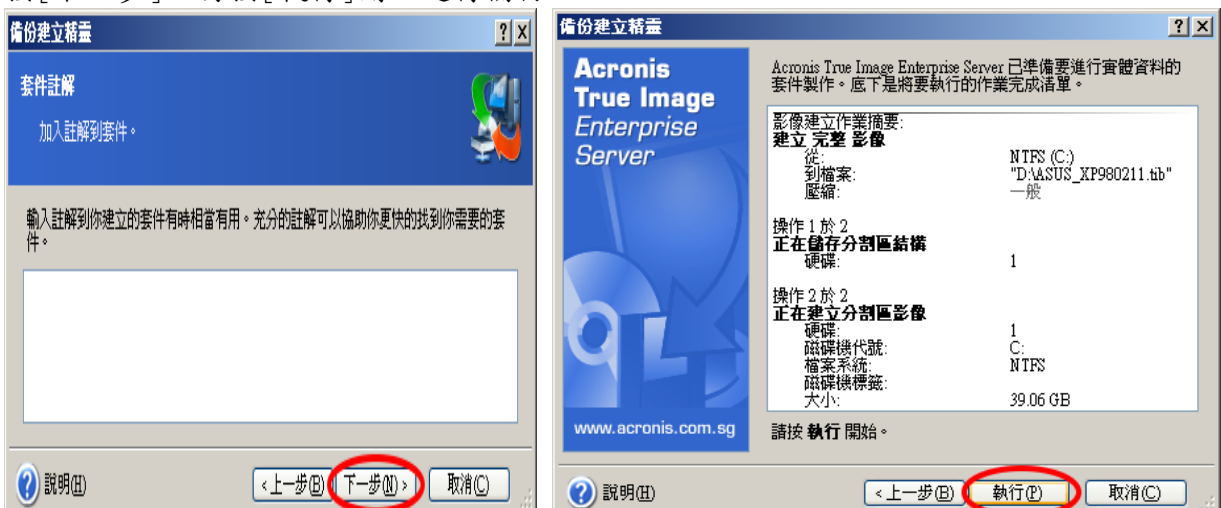 備份建立精靈
套件註解
加入註解到套件。
輸入註解到你建立的套件有時相當有用。充分的註解可以協助你更快的找到你需要的套
件。
說明(H)
<上一步(B)
下一步(N)>
取消(C)
備份建立精靈
Acronis
True Image
Enterprise
Server
www.acronis.com.sg
Acronis True Image Enterprise Server 已準備要進行實體資料的
套件製作。底下是將要執行的作業完成清單。
影像建立作業摘要:
建立 完整 影像
從: NTFS (C:)
到檔案: "D:\ASUS_XP980211.tib"
壓縮: 一般
操作 1 於 2
正在儲存分割區結構
硬碟: 1
操作 2 於 2
正在建立分割區影像
硬碟: 1
磁碟機代號: C:
檔案系統: NTFS
磁碟機標籤:
大小: 39.06 GB
請按 執行 開始。
說明(H)
<上一步(B)
執行(P)
取消(C)